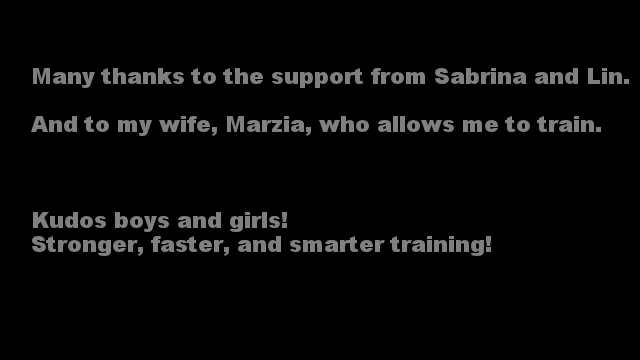 Many thanks to the support from Sabrina and Lin.
And to my wife, Marzia, who allows me to train.
Kudos boys and girls!
Stronger, faster, and smarter training!